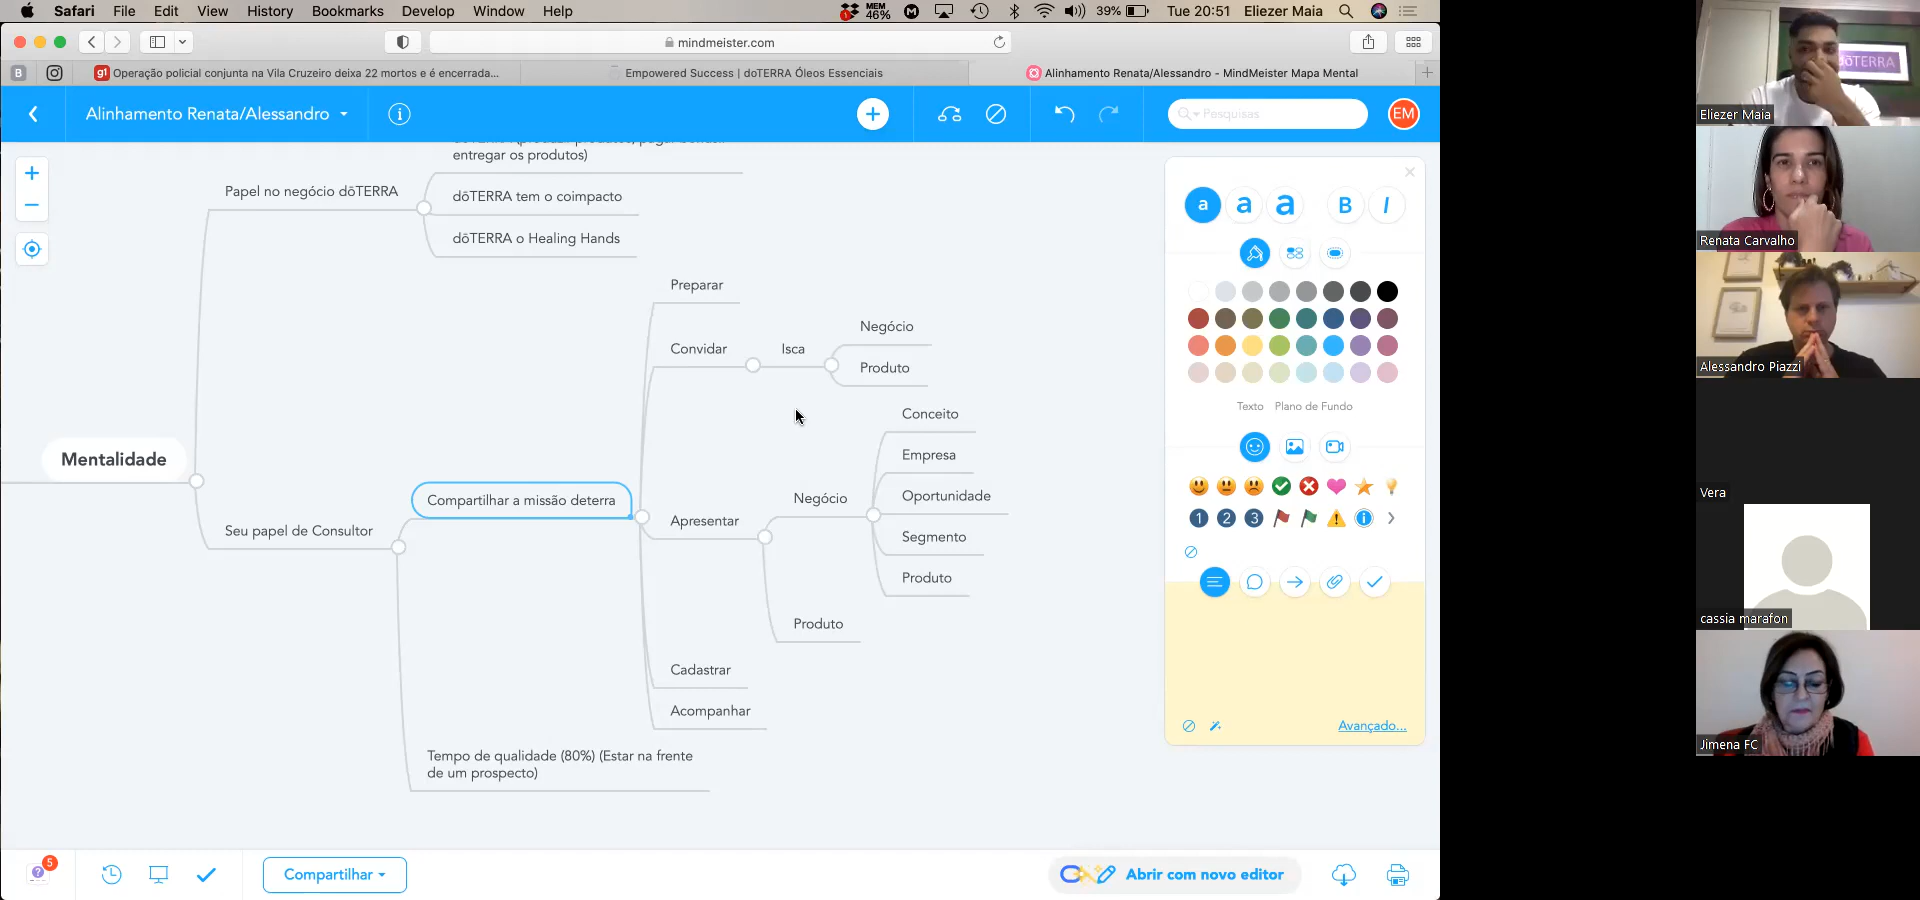 Safari File Edit View History Bookmarks Develop Window Help MEM 46% 39% Tue 20:51 Eliezer Maia
mindmeister.com
B g1 Operação policial conjunta na Vila Cruzeiro deixa 22 mortos e é encerrada... Empowered Success | doTERRA Óleos Essenciais Alinhamento Renata/Alessandro - MindMeister Mapa Mental
Alinhamento Renata/Alessandro Pesquisas EM
entregar os produtos)
Papel no negócio dōTERRA
dōTERRA tem o coimpacto
dōTERRA o Healing Hands
Preparar
Convidar
Isca
Negócio
Produto
Conceito
Empresa
Oportunidade
Segmento
Produto
Negócio
Apresentar
Produto
Mentalidade
Compartilhar a missão deterra
Seu papel de Consultor
Cadastrar
Acompanhar
Tempo de qualidade (80%) (Estar na frente
de um prospecto)
a a a B I
Texto Plano de Fundo
1 2 3
Avançado...
5
Compartilhar
Abrir com novo editor
dōTERRA
Eliezer Maia
Renata Carvalho
Alessandro Piazzi
Vera
cassia marafon
Jimena FC